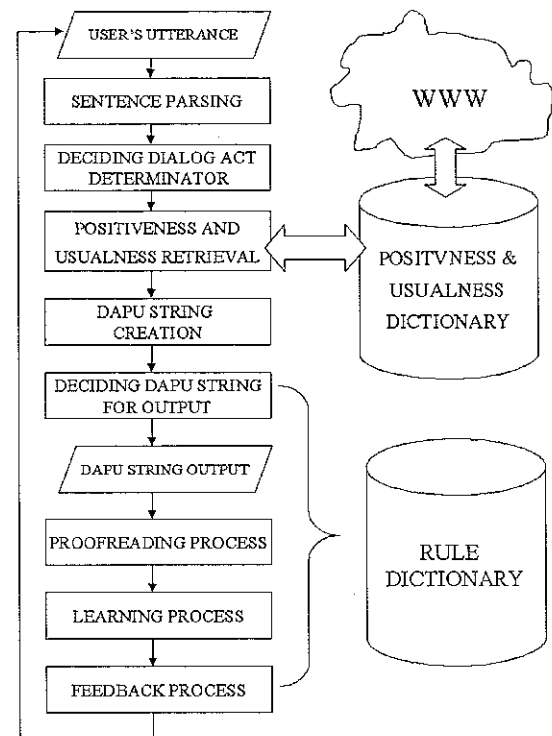 USER'S UTTERANCE
SENTENCE PARSING
DECIDING DIALOG ACT
DETERMINATOR
POSITIVENESS AND
USUALNESS RETRIEVAL
DAPU STRING
CREATION
DECIDING DAPU STRING
FOR OUTPUT
DAPU STRING OUTPUT
PROOFREADING PROCESS
LEARNING PROCESS
FEEDBACK PROCESS
WWW
POSITVNESS &
USUALNESS
DICTIONARY
RULE
DICTIONARY